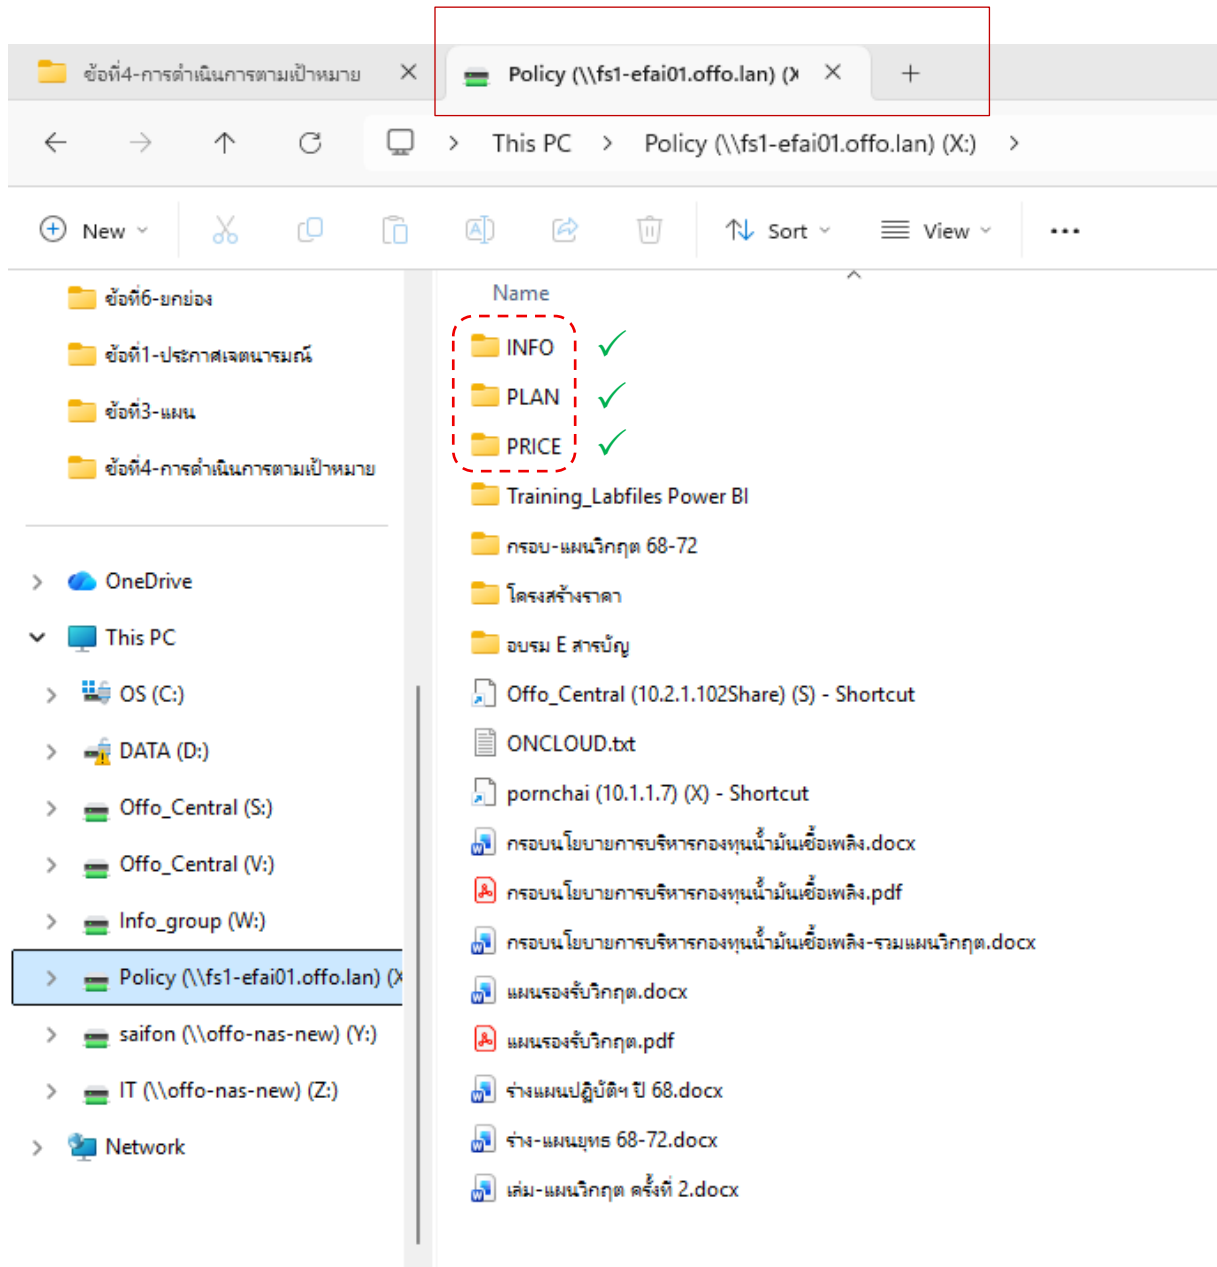 ข้อที่4-การดำเนินการตามเป้าหมาย
Policy (\\fs1-efai01.offo.lan) (X
This PC > Policy (\\fs1-efai01.offo.lan) (X:) >
New
Sort
View
ข้อที่6-ยกย่อง
ข้อที่1-ประกาศเจตนารมณ์
ข้อที่3-แผน
ข้อที่4-การดำเนินการตามเป้าหมาย
OneDrive
This PC
OS (C:)
DATA (D:)
Offo_Central (S:)
Offo_Central (V:)
Info_group (W:)
Policy (\\fs1-efai01.offo.lan) (X
saifon (\\offo-nas-new) (Y:)
IT (\\offo-nas-new) (Z:)
Network
Name
INFO
PLAN
PRICE
Training_Labfiles Power BI
กรอบ-แผนวิกฤต 68-72
โครงสร้างราคา
อบรม E สารบัญ
Offo_Central (10.2.1.102Share) (S) - Shortcut
ONCLOUD.txt
pornchai (10.1.1.7) (X) - Shortcut
กรอบนโยบายการบริหารกองทุนน้ำมันเชื้อเพลิง.docx
กรอบนโยบายการบริหารกองทุนน้ำมันเชื้อเพลิง.pdf
กรอบนโยบายการบริหารกองทุนน้ำมันเชื้อเพลิง-รวมแผนวิกฤต.docx
แผนรองรับวิกฤต.docx
แผนรองรับวิกฤต.pdf
ร่างแผนปฏิบัติฯ ปี 68.docx
ร่าง-แผนยุทธ 68-72.docx
เล่ม-แผนวิกฤต ครั้งที่ 2.docx